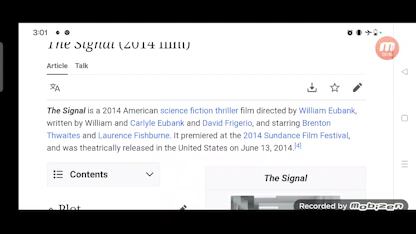 3:01
The Signal (2014 film)
Article Talk
The Signal is a 2014 American science fiction thriller film directed by William Eubank,
written by William and Carlyle Eubank and David Frigerio, and starring Brenton
Thwaites and Laurence Fishburne. It premiered at the 2014 Sundance Film Festival,
and was theatrically released in the United States on June 13, 2014.[4]
Contents
The Signal
Plot
Recorded by Mobizen